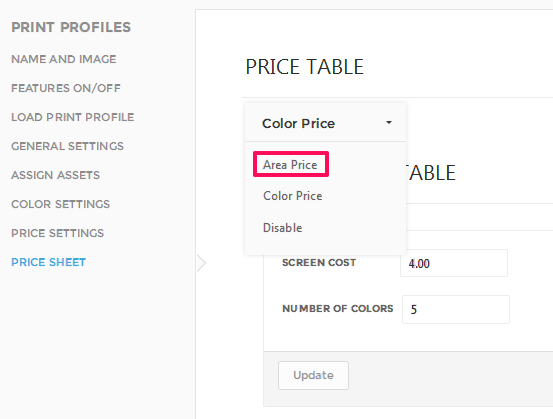 PRINT PROFILES
NAME AND IMAGE
FEATURES ON/OFF
LOAD PRINT PROFILE
GENERAL SETTINGS
ASSIGN ASSETS
COLOR SETTINGS
PRICE SETTINGS
PRICE SHEET
PRICE TABLE
Color Price
Area Price
Color Price
Disable
TABLE
SCREEN COST 4.00
NUMBER OF COLORS 5
Update